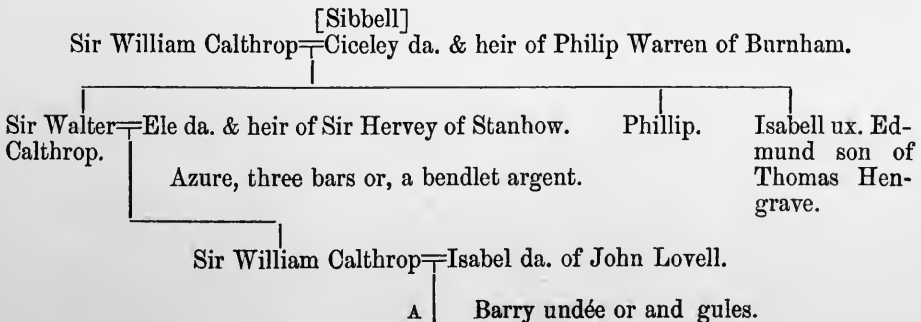 [Sibbell]
Sir William Calthrop Ciceley da. & heir of Philip Warren of Burnham.
Sir Walter Ele da. & heir of Sir Hervey of Stanhow. Phillip. Isabell ux. Ed-
Calthrop. mund son of
Azure, three bars or, a bendlet argent. Thomas Hen-
grave.
Sir William Calthrop Isabel da. of John Lovell.
A Barry undée or and gules.